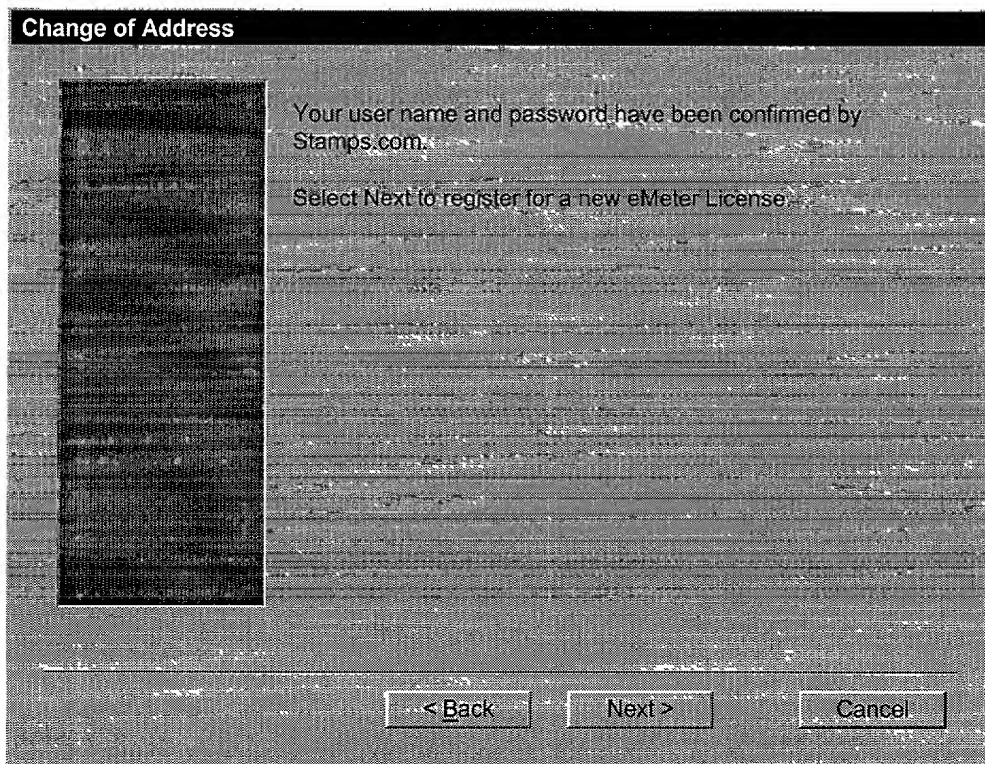 Change of Address
Your user name and password have been confirmed by
Stamps.com.
Select Next to register for a new eMeter License.
< Back
Next >
Cancel